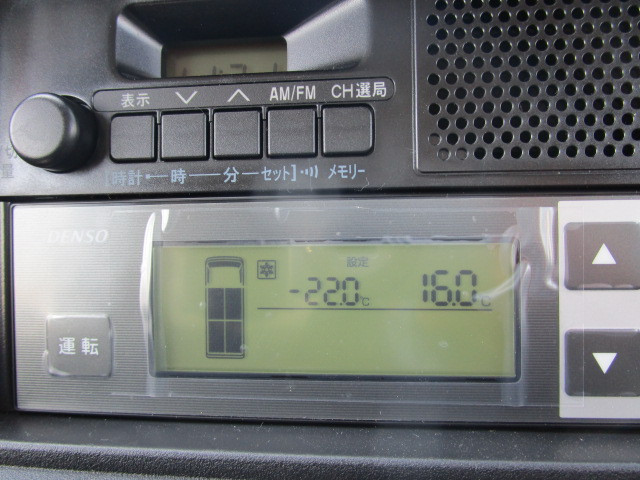 表示 AM/FM CH選局
[時計 時 分 セット] メモリー
量
DENSO
設定
-22.0℃ 16.0℃
運転